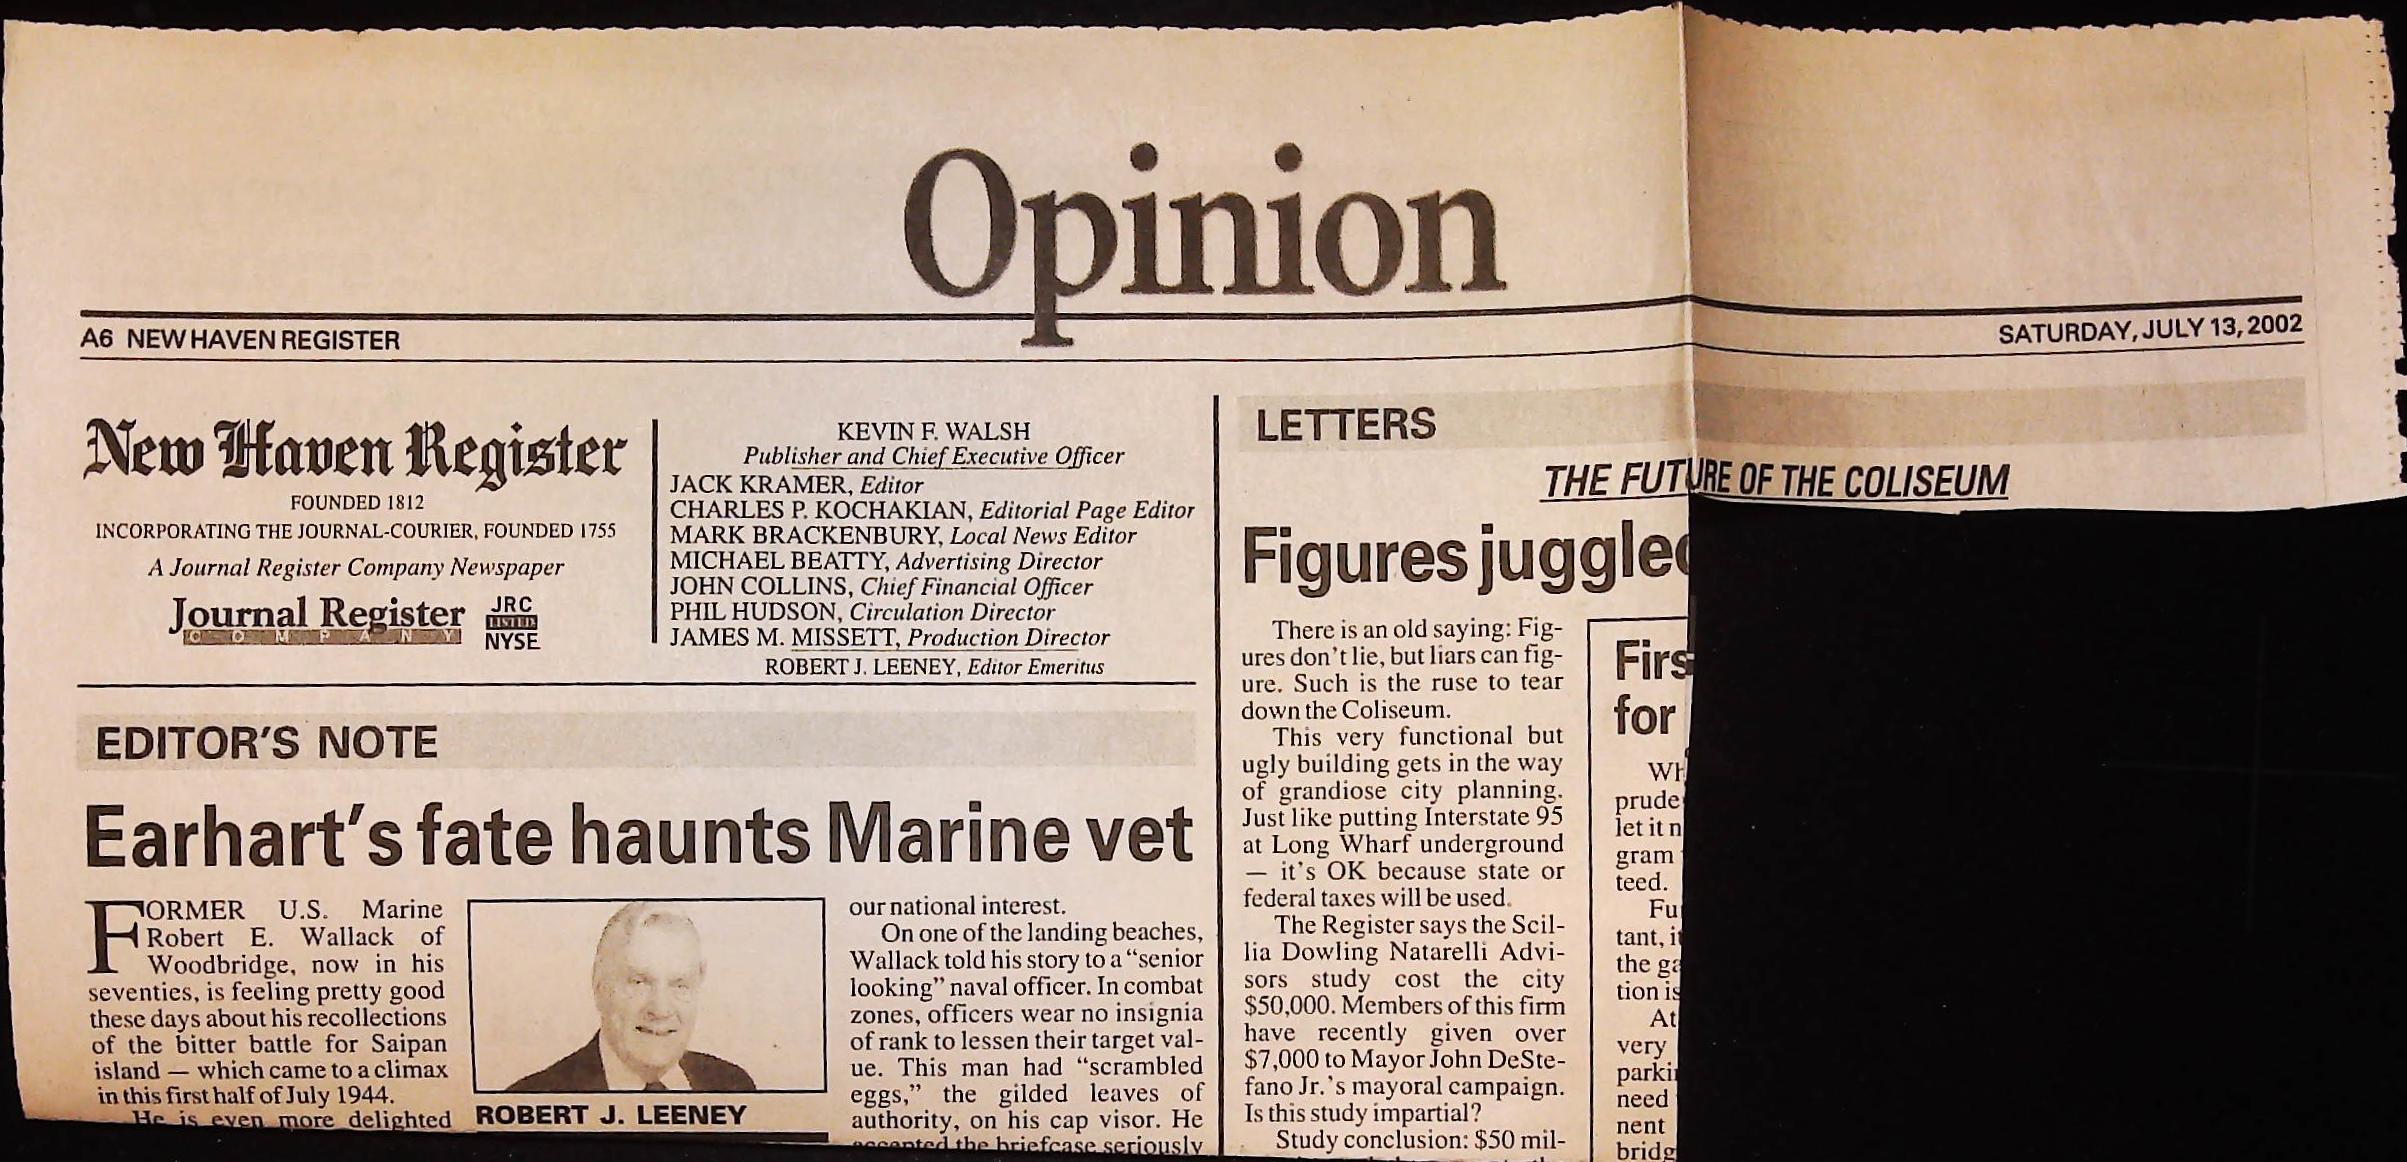 Opinion
A6 NEW HAVEN REGISTER
SATURDAY, JULY 13, 2002
New Haven Register
FOUNDED 1812
INCORPORATING THE JOURNAL-COURIER, FOUNDED 1755
A Journal Register Company Newspaper
Journal Register
COMPANY
JRC
LISTED
NYSE
KEVIN F. WALSH
Publisher and Chief Executive Officer
JACK KRAMER, Editor
CHARLES P. KOCHAKIAN, Editorial Page Editor
MARK BRACKENBURY, Local News Editor
MICHAEL BEATTY, Advertising Director
JOHN COLLINS, Chief Financial Officer
PHIL HUDSON, Circulation Director
JAMES M. MISSETT, Production Director
ROBERT J. LEENEY, Editor Emeritus
EDITOR'S NOTE
Earhart's fate haunts Marine vet
FORMER U.S. Marine
Robert E. Wallack of
Woodbridge, now in his
seventies, is feeling pretty good
these days about his recollections
of the bitter battle for Saipan
island — which came to a climax
in this first half of July 1944.
He is even more delighted
ROBERT J. LEENEY
our national interest.
On one of the landing beaches,
Wallack told his story to a "senior
looking" naval officer. In combat
zones, officers wear no insignia
of rank to lessen their target val-
ue. This man had "scrambled
eggs," the gilded leaves of
authority, on his cap visor. He
accepted the briefcase seriously
LETTERS
THE FUTURE OF THE COLISEUM
Figures juggled
There is an old saying: Fig-
ures don't lie, but liars can fig-
ure. Such is the ruse to tear
down the Coliseum.
This very functional but
ugly building gets in the way
of grandiose city planning.
Just like putting Interstate 95
at Long Wharf underground
— it's OK because state or
federal taxes will be used.
The Register says the Scil-
lia Dowling Natarelli Advi-
sors study cost the city
$50,000. Members of this firm
have recently given over
$7,000 to Mayor John DeSte-
fano Jr.'s mayoral campaign.
Is this study impartial?
Study conclusion: $50 mil-
Firs
for
Wh
prude
let it n
gram
teed.
Fu
tant, it
the ga
tion is
At
very
parki
need
nent
bridg